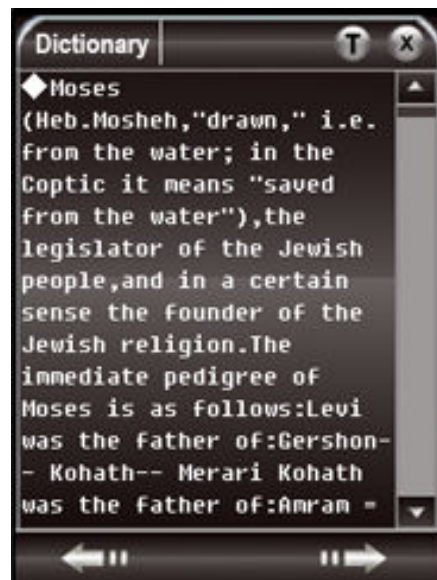 Dictionary T X
◆Moses
(Heb.Mosheh,"drawn," i.e.
from the water; in the
Coptic it means "saved
from the water"),the
legislator of the Jewish
people,and in a certain
sense the founder of the
Jewish religion.The
immediate pedigree of
Moses is as follows:Levi
was the father of:Gershon-
- Kohath-- Merari Kohath
was the father of:Amram =